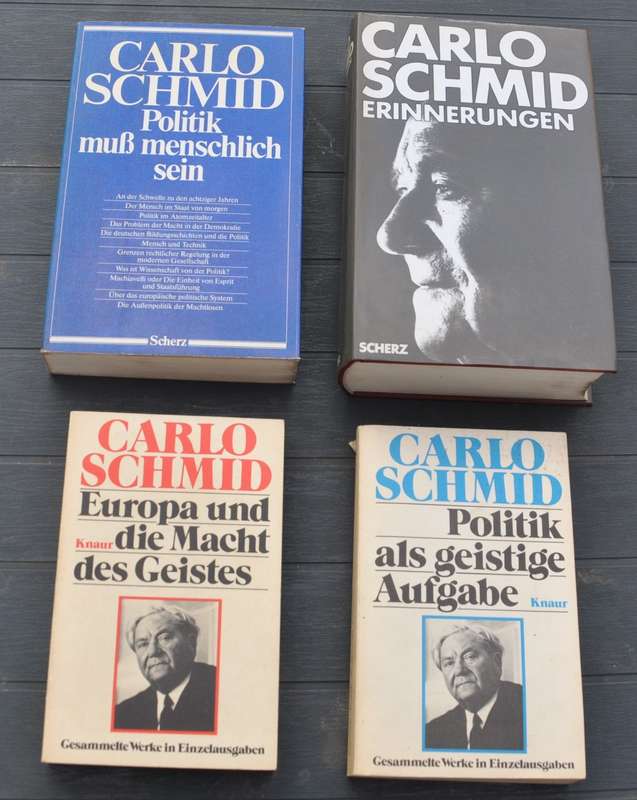 CARLO
SCHMID
Politik
muß menschlich
sein
An der Schwelle zu den achtziger Jahren
Der Mensch im Staat von morgen
Politik im Atomzeitalter
Das Problem der Macht in der Demokratie
Die deutschen Bildungsschichten und die Politik
Mensch und Technik
Grenzen rechtlicher Regelung in der
modernen Gesellschaft
Was ist Wissenschaft von der Politik?
Machiavelli oder Die Einheit von Esprit
und Staatsführung
Über das europäische politische System
Die Außenpolitik der Machtlosen
Scherz
CARLO
SCHMID
ERINNERUNGEN
SCHERZ
CARLO
SCHMID
Europa und
Knaur die Macht
des Geistes
Gesammelte Werke in Einzelausgaben
CARLO
SCHMID
Politik
als geistige
Aufgabe Knaur
Gesammelte Werke in Einzelausgaben